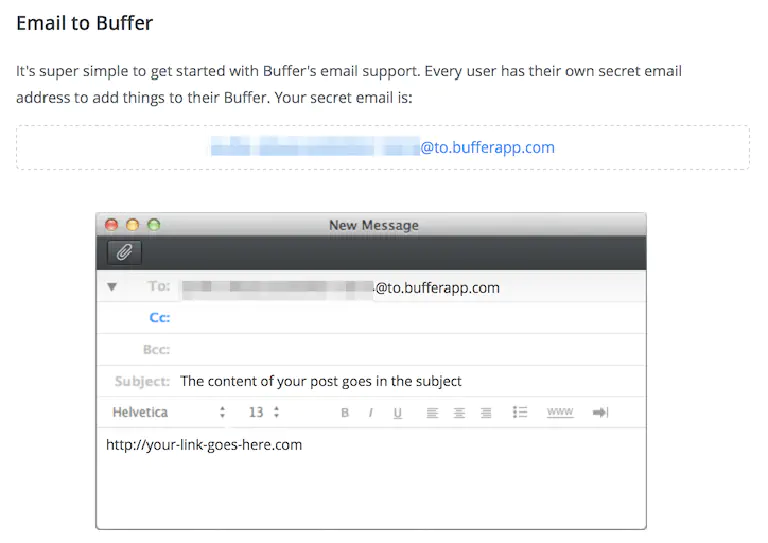 Email to Buffer
It's super simple to get started with Buffer's email support. Every user has their own secret email
address to add things to their Buffer. Your secret email is:
@to.bufferapp.com
New Message
To: @to.bufferapp.com
Cc:
Bcc:
Subject: The content of your post goes in the subject
Helvetica 13 B I U www
http://your-link-goes-here.com